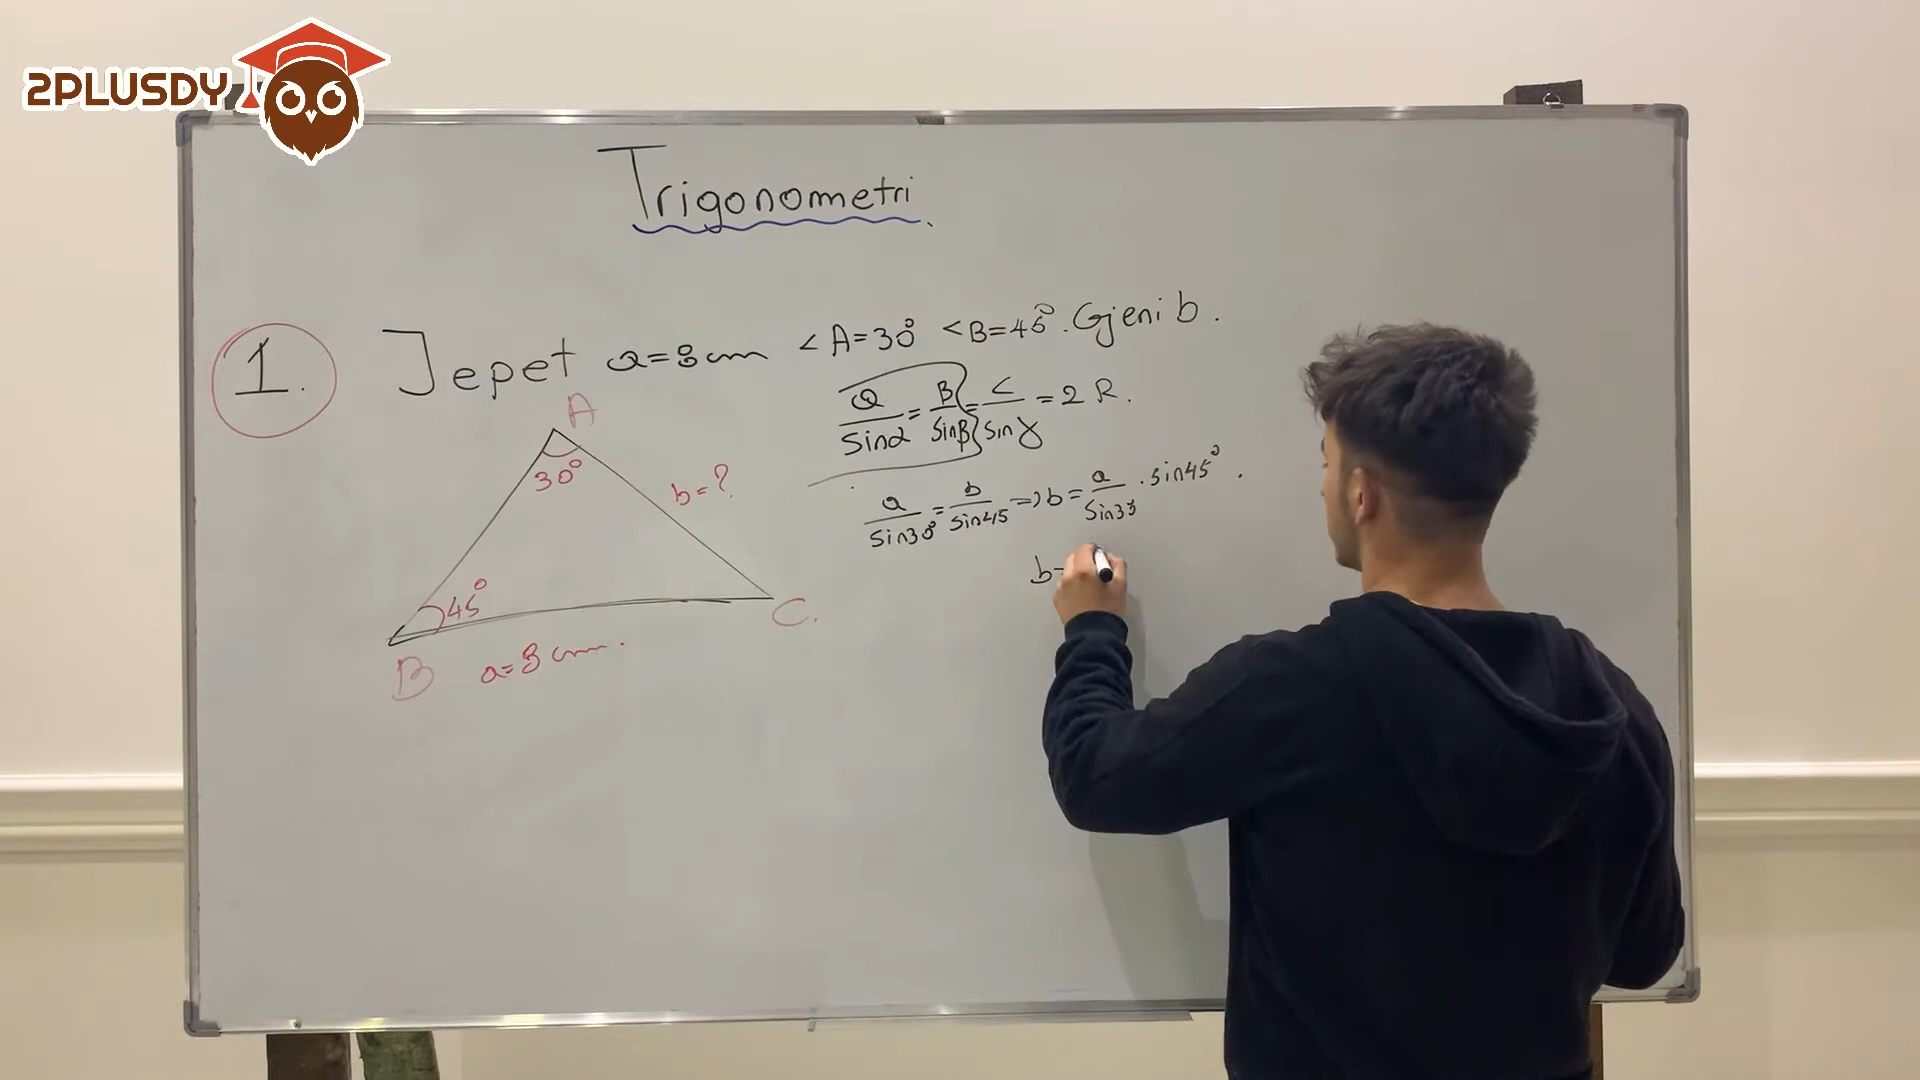 2PLUSDY
Trigonometri
1. Jepet a=8cm <A=30° <B=45°. Gjeni b.
a/sinα = B/sinβ = C/sinγ = 2R.
A
30°
b=?
a/sin30° = b/sin45 => b = a/sin30° · sin45°.
b=
45°
C.
B a=8cm.